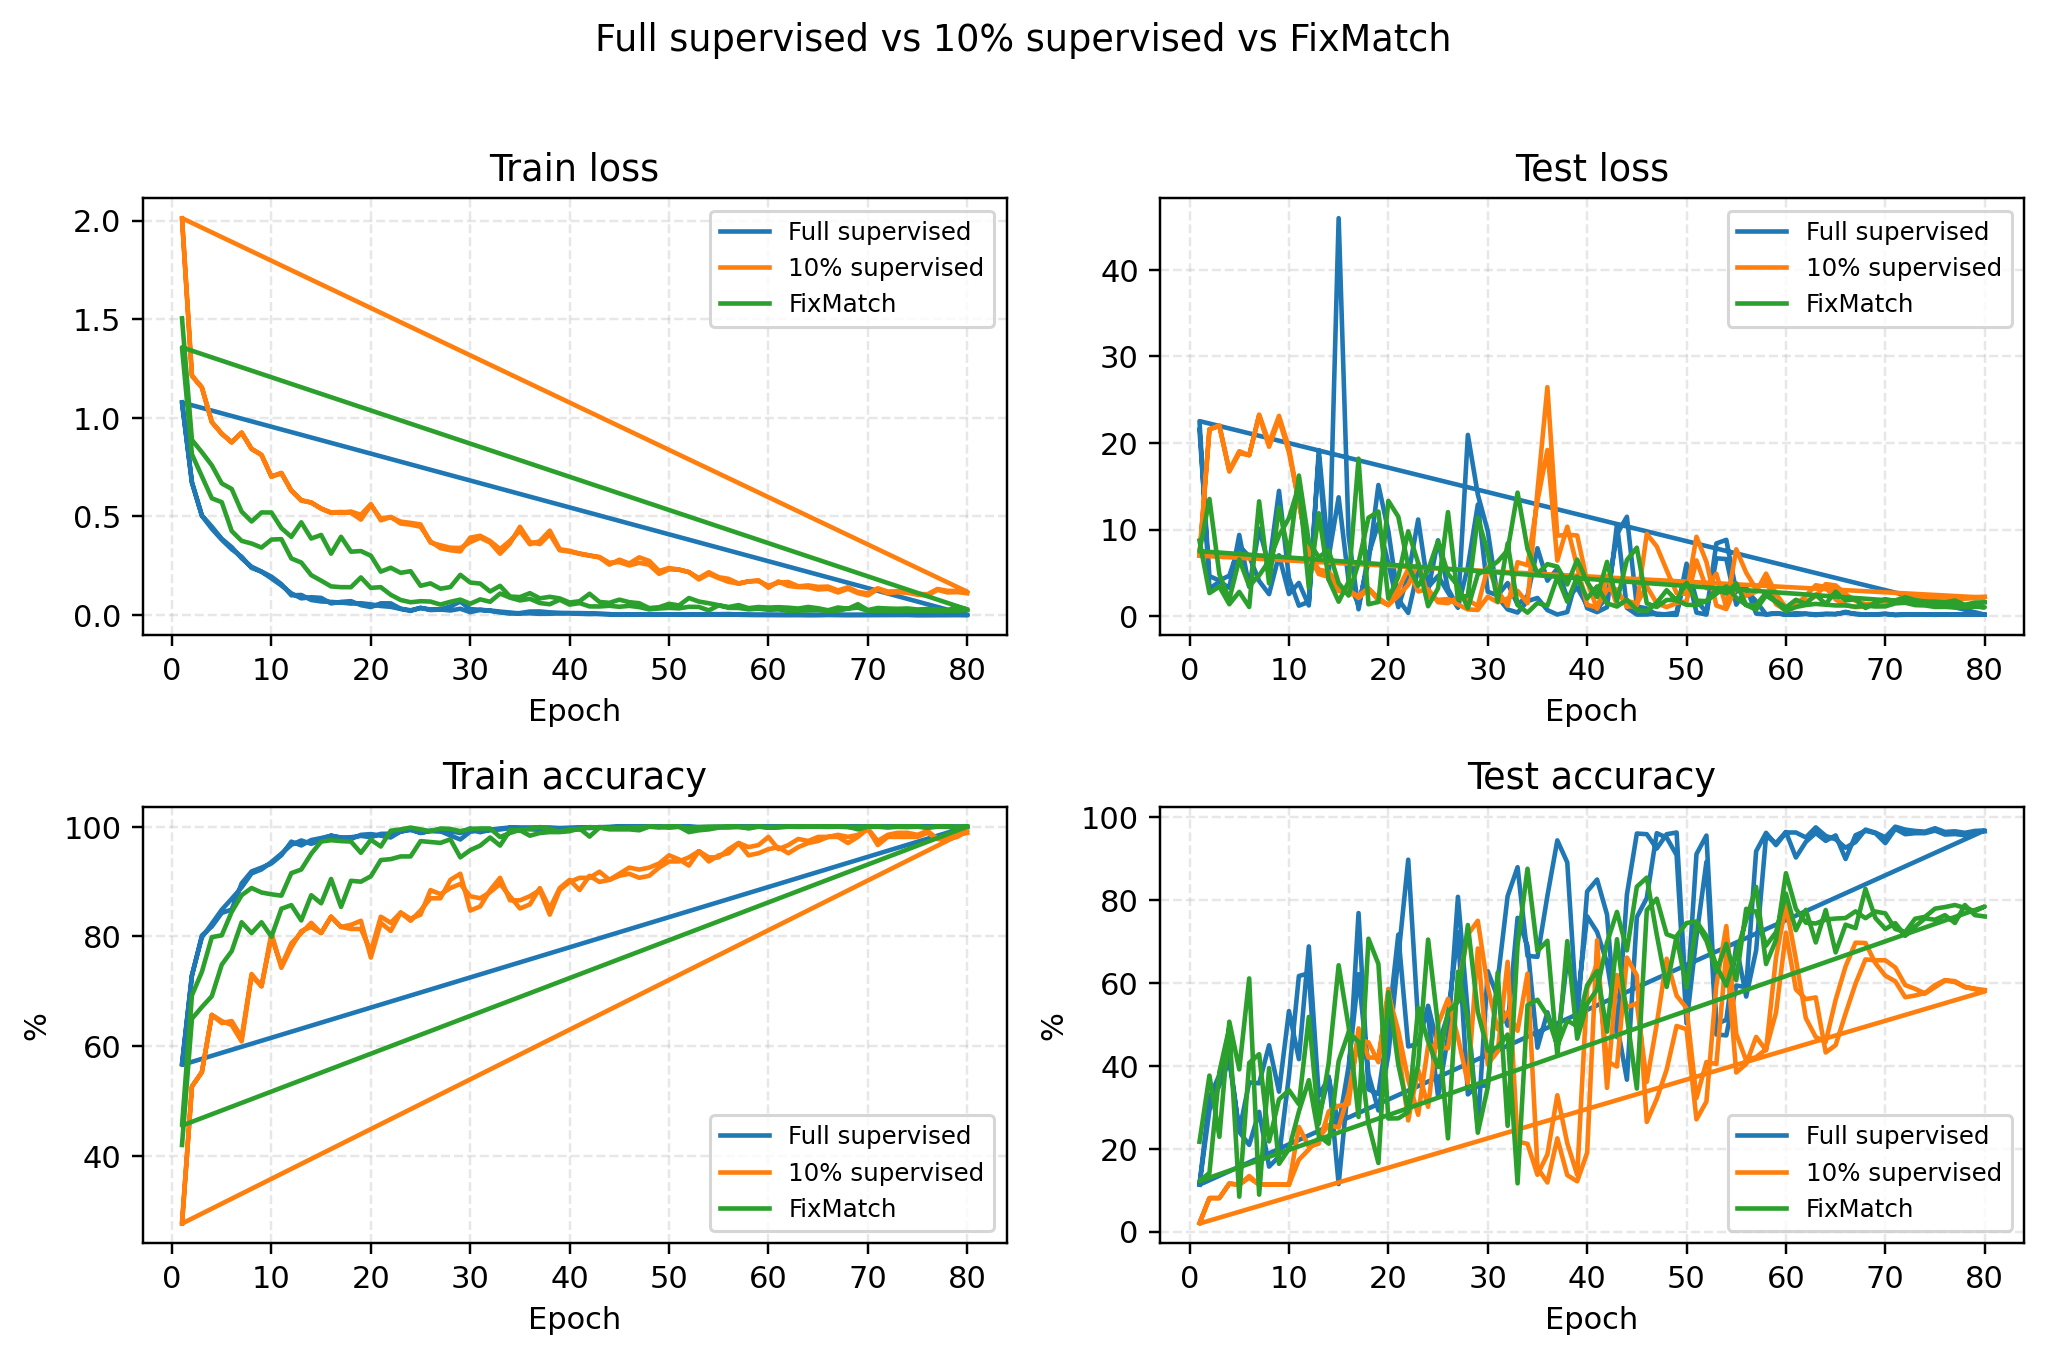 Full supervised vs 10% supervised vs FixMatch
Train loss
2.0
1.5
1.0
0.5
0.0
0 10 20 30 40 50 60 70 80
Epoch
Full supervised
10% supervised
FixMatch
Test loss
40
30
20
10
0
0 10 20 30 40 50 60 70 80
Epoch
Full supervised
10% supervised
FixMatch
Train accuracy
%
100
80
60
40
0 10 20 30 40 50 60 70 80
Epoch
Full supervised
10% supervised
FixMatch
Test accuracy
%
100
80
60
40
20
0
0 10 20 30 40 50 60 70 80
Epoch
Full supervised
10% supervised
FixMatch